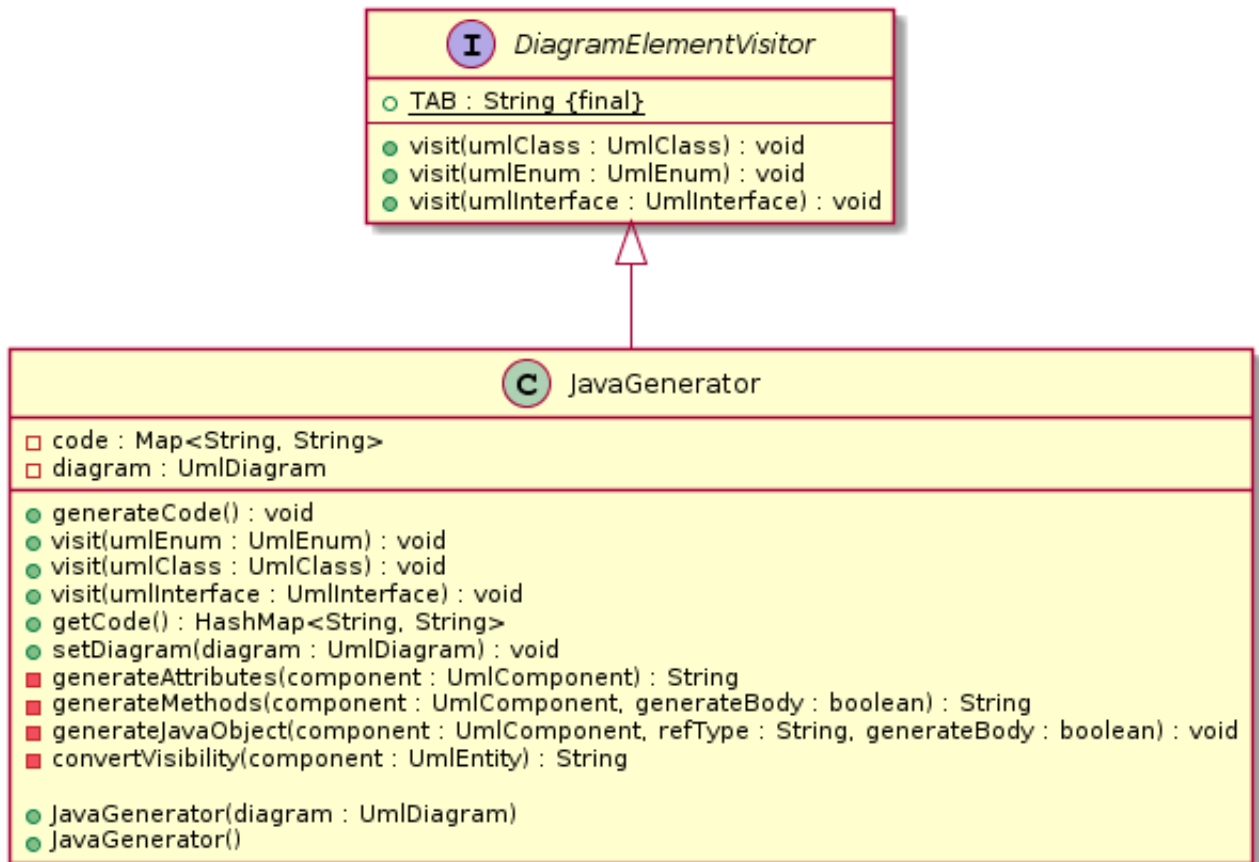 I DiagramElementVisitor
TAB : String {final}
visit(umlClass : UmlClass) : void
visit(umlEnum : UmlEnum) : void
visit(umlInterface : UmlInterface) : void
C JavaGenerator
code : Map<String, String>
diagram : UmlDiagram
generateCode() : void
visit(umlEnum : UmlEnum) : void
visit(umlClass : UmlClass) : void
visit(umlInterface : UmlInterface) : void
getCode() : HashMap<String, String>
setDiagram(diagram : UmlDiagram) : void
generateAttributes(component : UmlComponent) : String
generateMethods(component : UmlComponent, generateBody : boolean) : String
generateJavaObject(component : UmlComponent, refType : String, generateBody : boolean) : void
convertVisibility(component : UmlEntity) : String
JavaGenerator(diagram : UmlDiagram)
JavaGenerator()